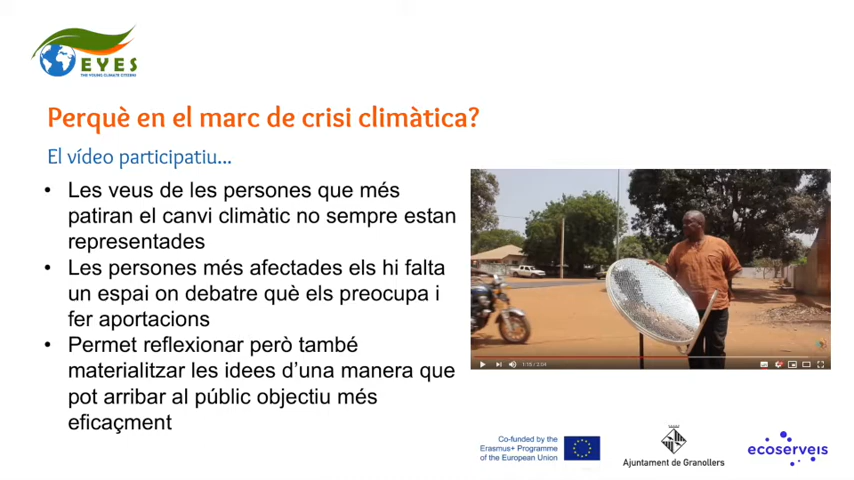 EYES
THE YOUNG CLIMATE CITIZENS
Perquè en el marc de crisi climàtica?
El vídeo participatiu...
• Les veus de les persones que més
patiran el canvi climàtic no sempre estan
representades
• Les persones més afectades els hi falta
un espai on debatre què els preocupa i
fer aportacions
• Permet reflexionar però també
materialitzar les idees d'una manera que
pot arribar al públic objectiu més
eficaçment
1:16 / 3:04
Co-funded by the
Erasmus+ Programme
of the European Union
Ajuntament de Granollers
ecoserveis